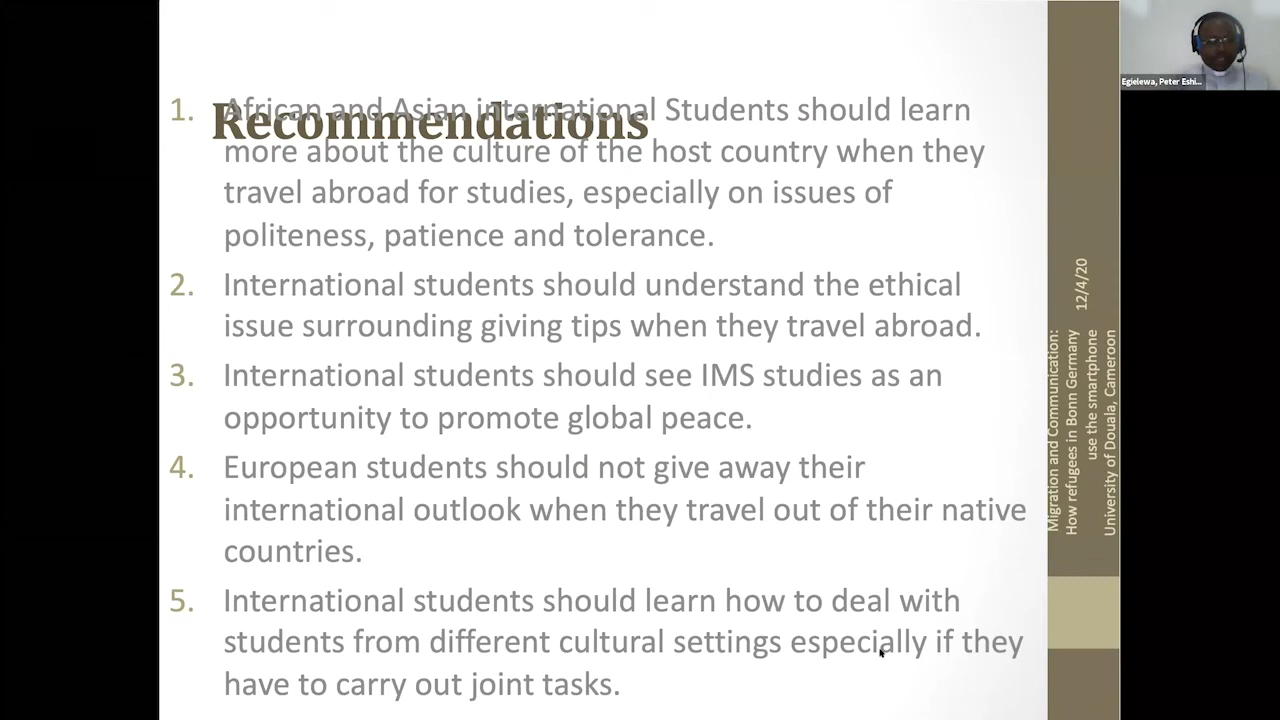 Recommendations
1. African and Asian international Students should learn
more about the culture of the host country when they
travel abroad for studies, especially on issues of
politeness, patience and tolerance.
2. International students should understand the ethical
issue surrounding giving tips when they travel abroad.
3. International students should see IMS studies as an
opportunity to promote global peace.
4. European students should not give away their
international outlook when they travel out of their native
countries.
5. International students should learn how to deal with
students from different cultural settings especially if they
have to carry out joint tasks.
12/4/20
Migration and Communication:
How refugees in Bonn Germany
use the smartphone
University of Douala, Cameroon
Egielewa, Peter Eshi...